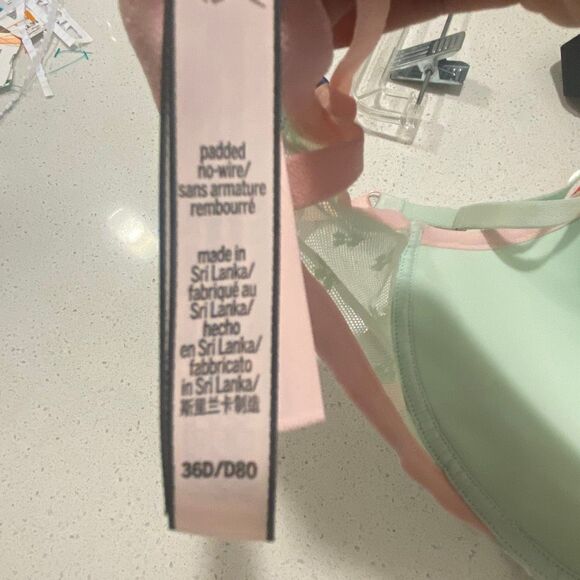 padded
no-wire/
sans armature
rembourré
made in
Sri Lanka/
fabriqué au
Sri Lanka/
hecho
en Sri Lanka/
fabbricato
in Sri Lanka/
斯里兰卡制造
36D/D80